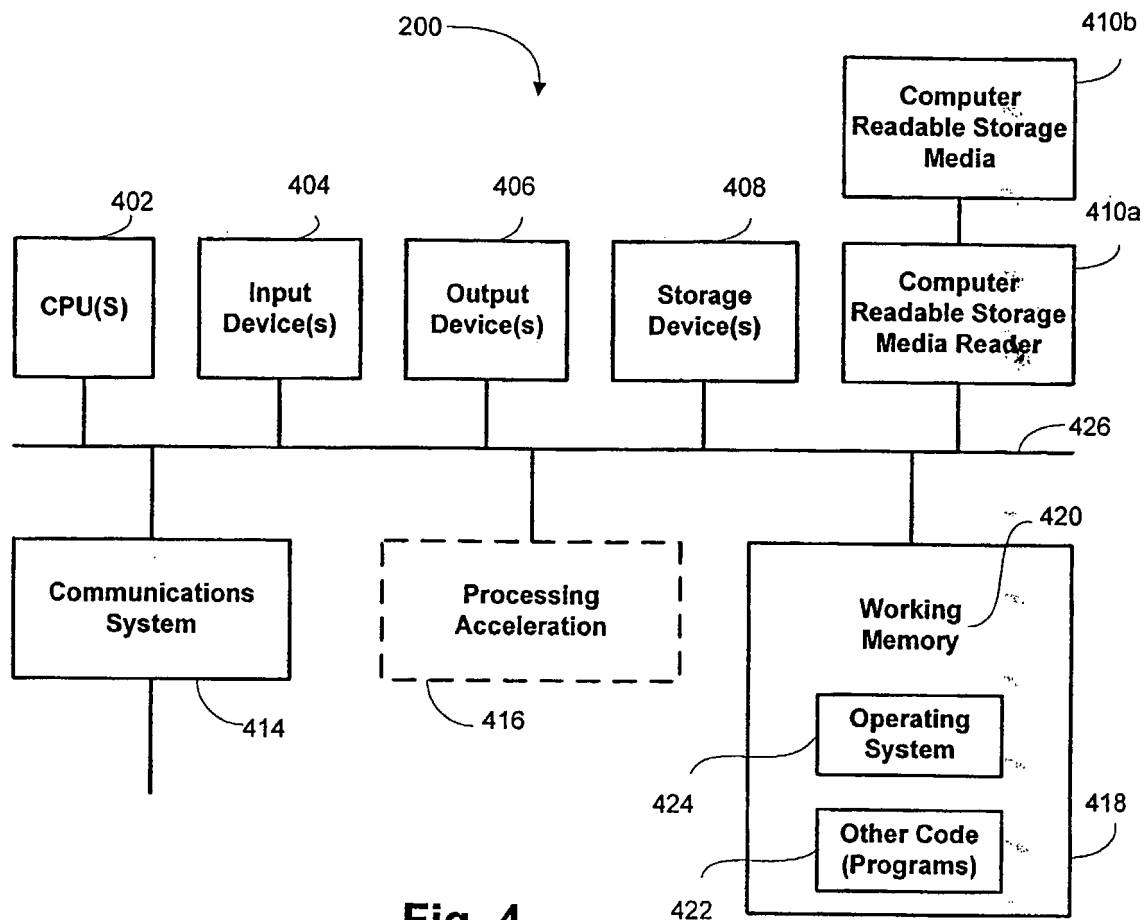 200
410b
Computer
Readable Storage
Media
402
404
406
408
410a
CPU(S)
Input
Device(s)
Output
Device(s)
Storage
Device(s)
Computer
Readable Storage
Media Reader
426
420
Communications
System
Processing
Acceleration
Working
Memory
414
416
Operating
System
424
418
Other Code
(Programs)
422
Fig. 4